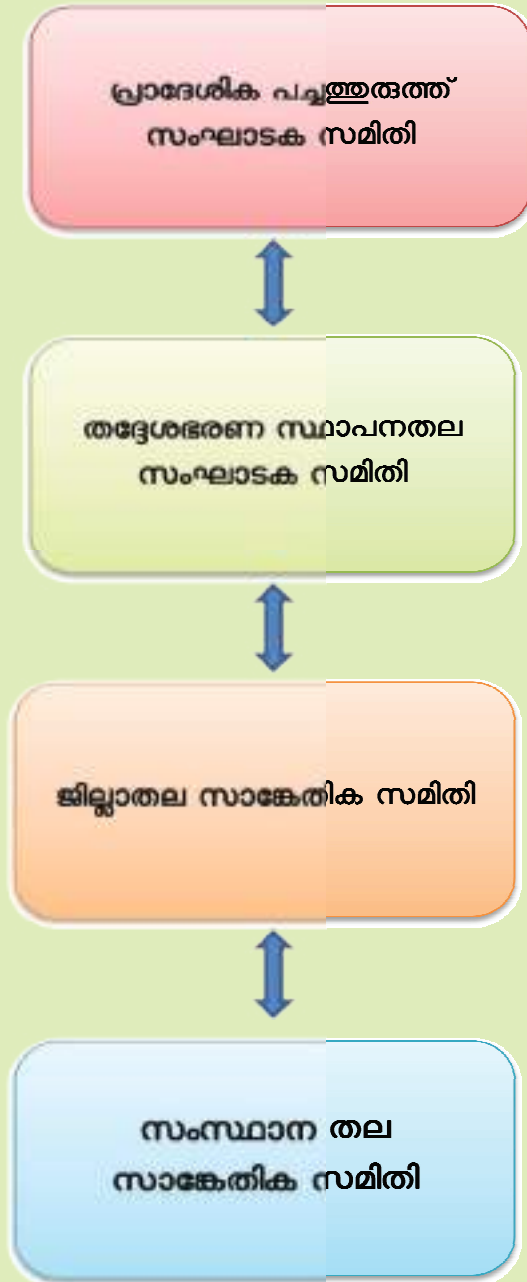 പ്രാദേശിക പച്ചത്തുരുത്ത്
സംഘാടക സമിതി
തദ്ദേശഭരണ സ്ഥാപനതല
സംഘാടക സമിതി
ജില്ലാതല സാങ്കേതിക സമിതി
സംസ്ഥാന തല
സാങ്കേതിക സമിതി